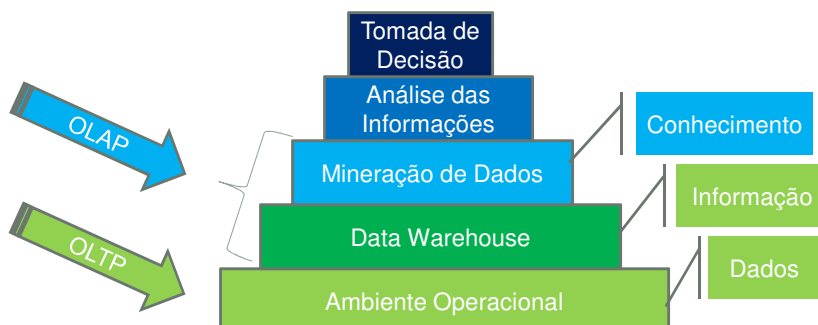 Tomada de
Decisão
Análise das
Informações
OLAP
Conhecimento
Mineração de Dados
Informação
OLTP
Data Warehouse
Dados
Ambiente Operacional